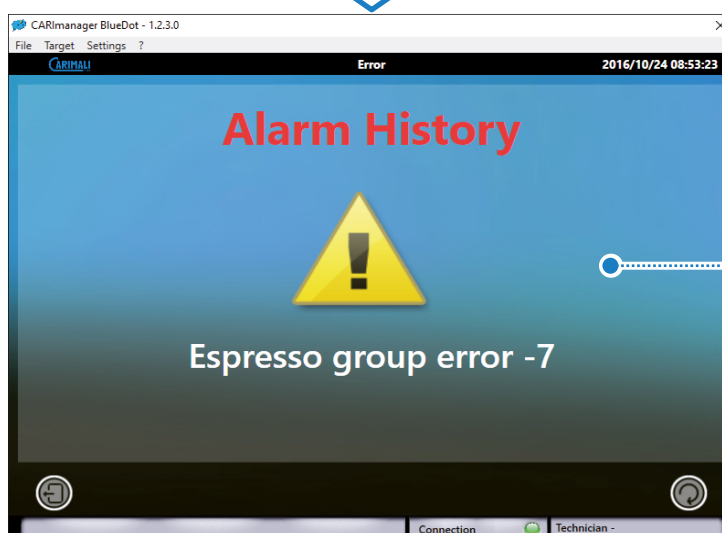 CARImanager BlueDot - 1.2.3.0
File Target Settings ?
CARIMALI Error 2016/10/24 08:53:23
Alarm History
Espresso group error -7
Connection Technician -